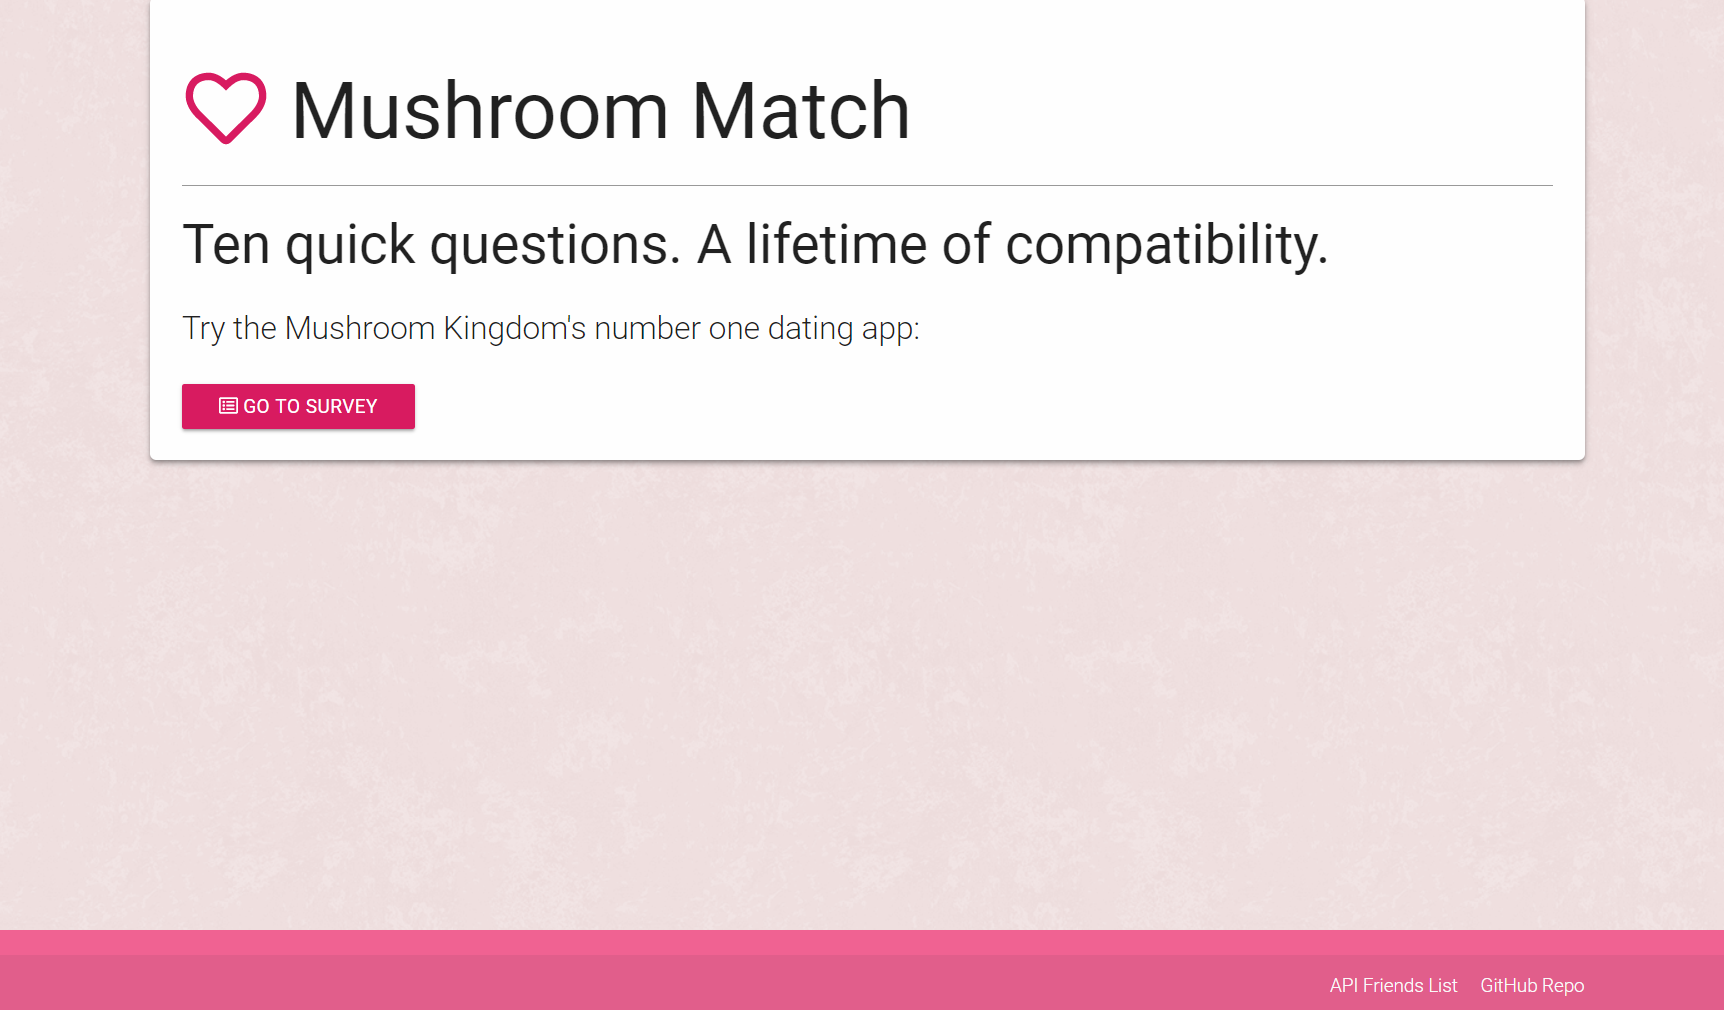 Mushroom Match
Ten quick questions. A lifetime of compatibility.
Try the Mushroom Kingdom's number one dating app:
GO TO SURVEY
API Friends List GitHub Repo